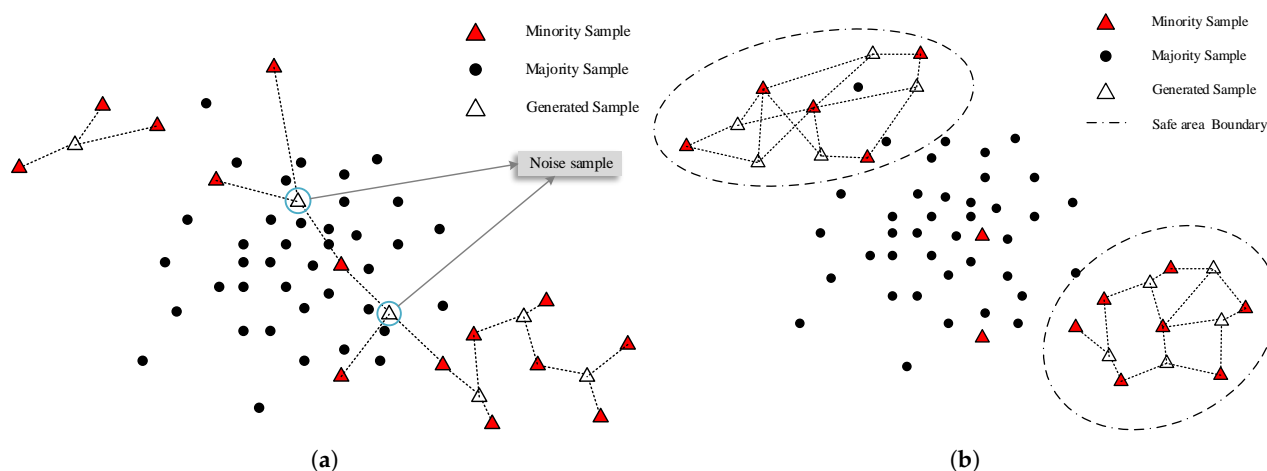 Minority Sample
Majority Sample
Generated Sample
Noise sample
(a)
Minority Sample
Majority Sample
Generated Sample
Safe area Boundary
(b)